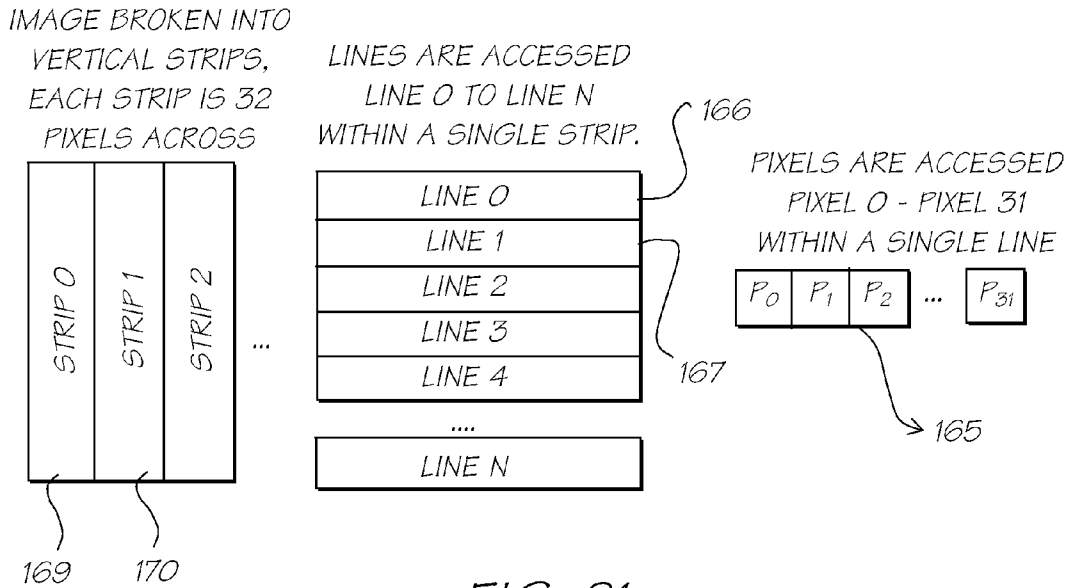 IMAGE BROKEN INTO
VERTICAL STRIPS,
EACH STRIP IS 32
PIXELS ACROSS
STRIP 0
STRIP 1
STRIP 2
...
169
170
LINES ARE ACCESSED
LINE 0 TO LINE N
WITHIN A SINGLE STRIP.
LINE 0
LINE 1
LINE 2
LINE 3
LINE 4
....
LINE N
166
167
PIXELS ARE ACCESSED
PIXEL 0 - PIXEL 31
WITHIN A SINGLE LINE
P0 P1 P2 ... P31
165